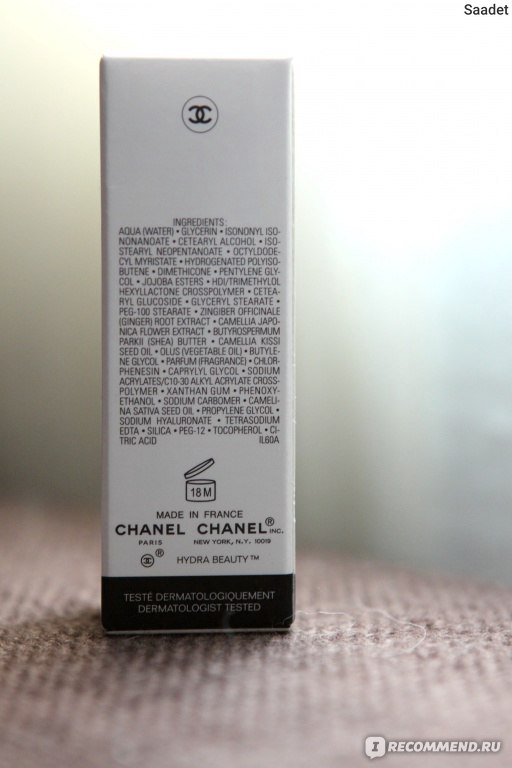 Saadet
INGREDIENTS:
AQUA (WATER) • GLYCERIN • ISONONYL ISO-
NONANOATE • CETEARYL ALCOHOL • ISO-
STEARYL NEOPENTANOATE • OCTYLDODE-
CYL MYRISTATE • HYDROGENATED POLYISO-
BUTENE • DIMETHICONE • PENTYLENE GLY-
COL • JOJOBA ESTERS • HDI/TRIMETHYLOL
HEXYLLACTONE CROSSPOLYMER • CETEA-
RYL GLUCOSIDE • GLYCERYL STEARATE •
PEG-100 STEARATE • ZINGIBER OFFICINALE
(GINGER) ROOT EXTRACT • CAMELLIA JAPO-
NICA FLOWER EXTRACT • BUTYROSPERMUM
PARKII (SHEA) BUTTER • CAMELLIA KISSI
SEED OIL • OLUS (VEGETABLE OIL) • BUTYLE-
NE GLYCOL • PARFUM (FRAGRANCE) • CHLOR-
PHENESIN • CAPRYLYL GLYCOL • SODIUM
ACRYLATES/C10-30 ALKYL ACRYLATE CROSS-
POLYMER • XANTHAN GUM • PHENOXY-
ETHANOL • SODIUM CARBOMER • CAMELI-
NA SATIVA SEED OIL • PROPYLENE GLYCOL •
SODIUM HYALURONATE • TETRASODIUM
EDTA • SILICA • PEG-12 • TOCOPHEROL • CI-
TRIC ACID IL60A
18 M
MADE IN FRANCE
CHANEL CHANEL® INC.
PARIS NEW YORK, N.Y. 10019
® HYDRA BEAUTY™
TESTÉ DERMATOLOGIQUEMENT
DERMATOLOGIST TESTED
IRECOMMEND.RU